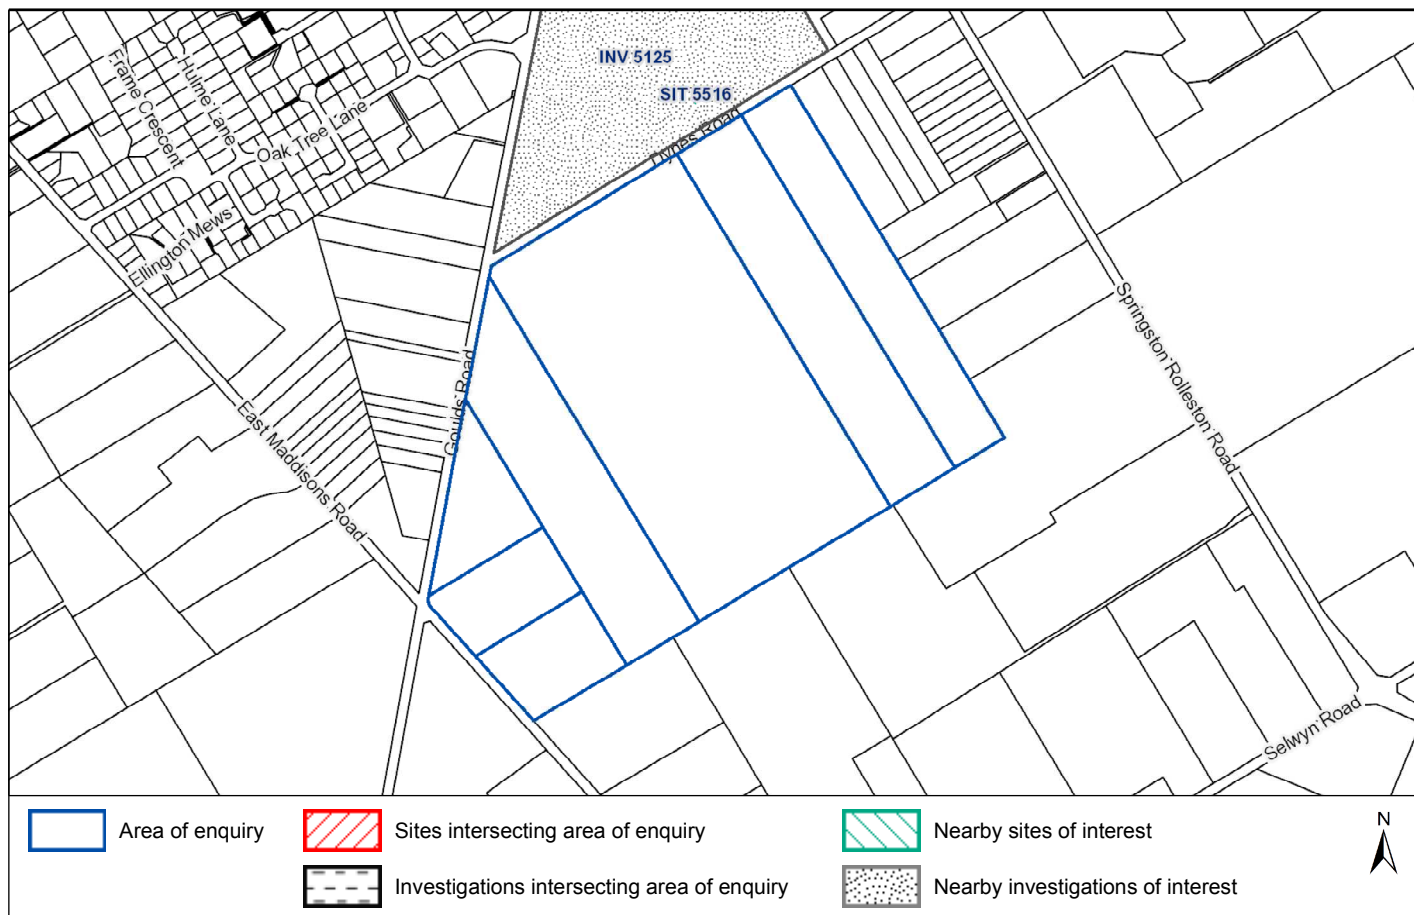 INV 5125
SIT 5516
Frame Crescent
Hulme Lane
Oak Tree Lane
Ellington Mews
Dynes Road
Goulds Road
East Maddisons Road
Springston Rolleston Road
Selwyn Road
Area of enquiry
Sites intersecting area of enquiry
Nearby sites of interest
Investigations intersecting area of enquiry
Nearby investigations of interest
N